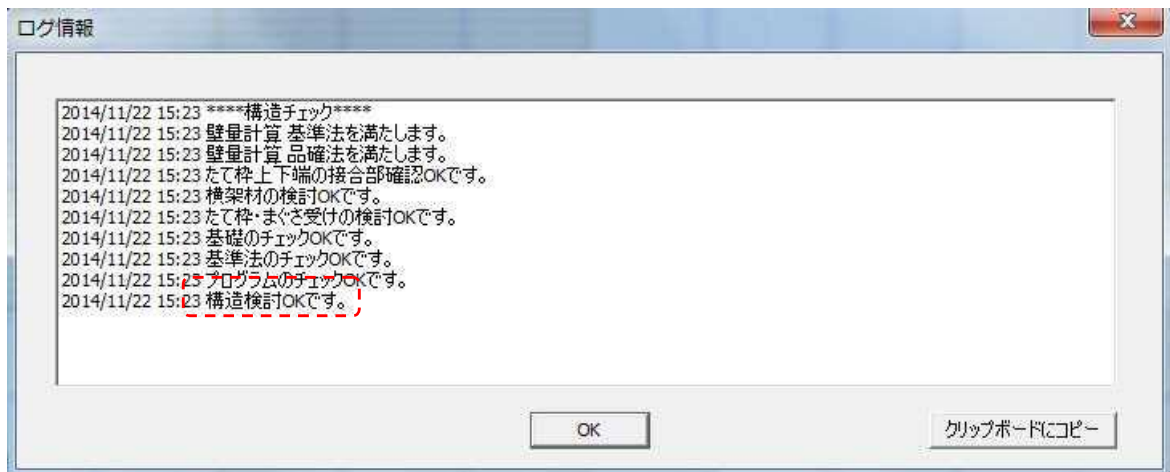 ログ情報
2014/11/22 15:23 ****構造チェック****
2014/11/22 15:23 壁量計算 基準法を満たします。
2014/11/22 15:23 壁量計算 品確法を満たします。
2014/11/22 15:23 たて枠上下端の接合部確認OKです。
2014/11/22 15:23 横架材の検討OKです。
2014/11/22 15:23 たて枠・まぐさ受けの検討OKです。
2014/11/22 15:23 基礎のチェックOKです。
2014/11/22 15:23 基準法のチェックOKです。
2014/11/22 15:23 プログラムのチェックOKです。
2014/11/22 15:23 構造検討OKです。
OK
クリップボードにコピー